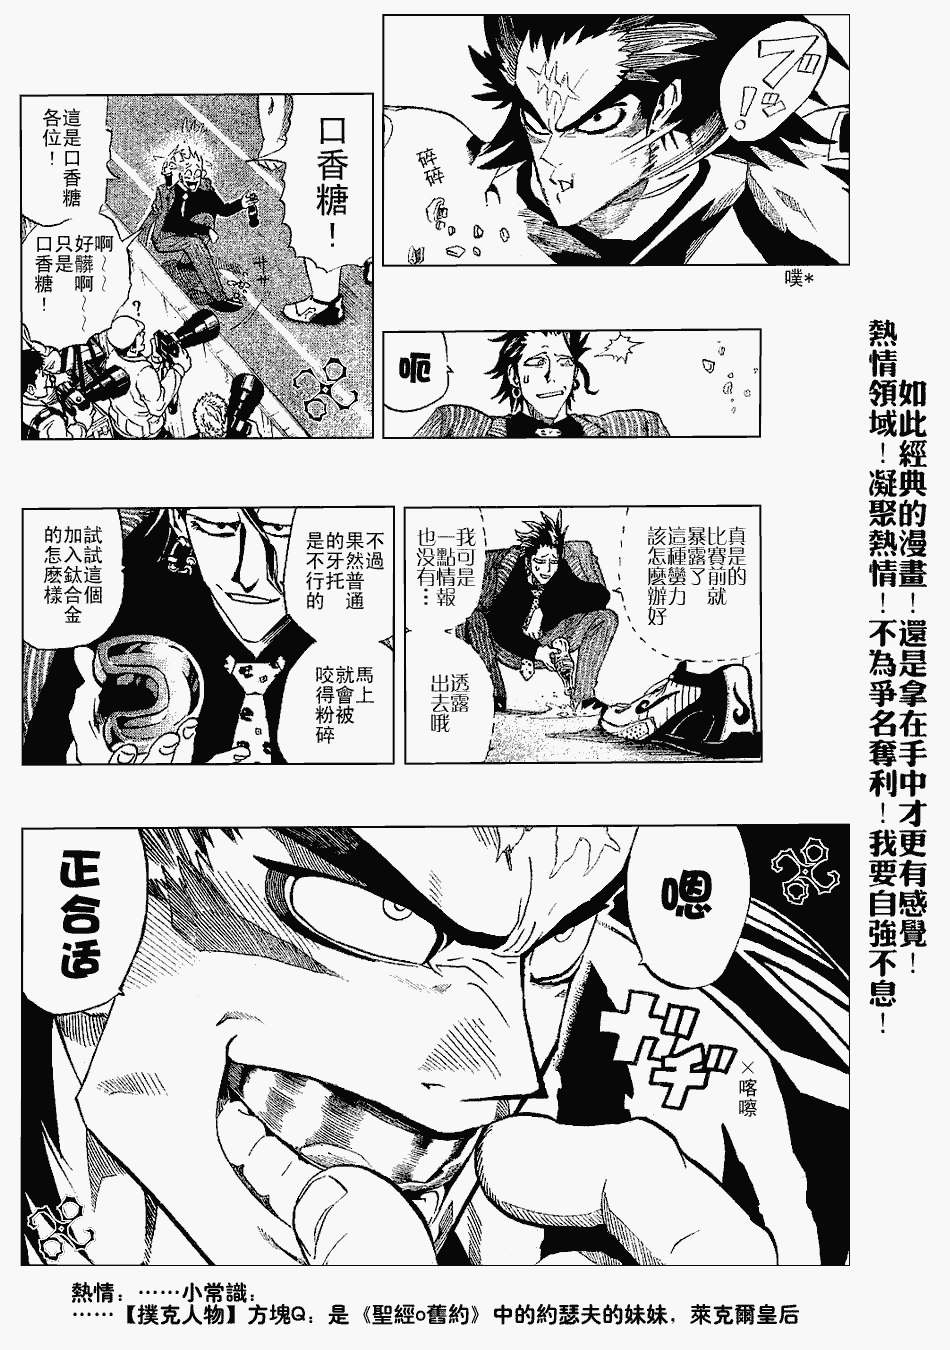 ブッ!
碎碎
噗*
口香糖！
這是口香糖
各位！
啊～～
好髒啊～
只是
口香糖！
?
呃
真是的
比賽前就
暴露了
這種蠻力
該怎麼辦好
我可是
一點情報
也没有…
透露
出去哦
不過
果然普通
的牙托
是不行的
馬上
就會被
咬得粉碎
試試這個
加入鈦合金
的怎麽樣
嗯
正合适
ガギ
×喀嚓
如此經典的漫畫！還是拿在手中才更有感覺！
熱情領域！凝聚熱情！不為爭名奪利！我要自強不息！
熱情：……小常識：
……【撲克人物】方塊Q：是《聖經o舊約》中的約瑟夫的妹妹，萊克爾皇后